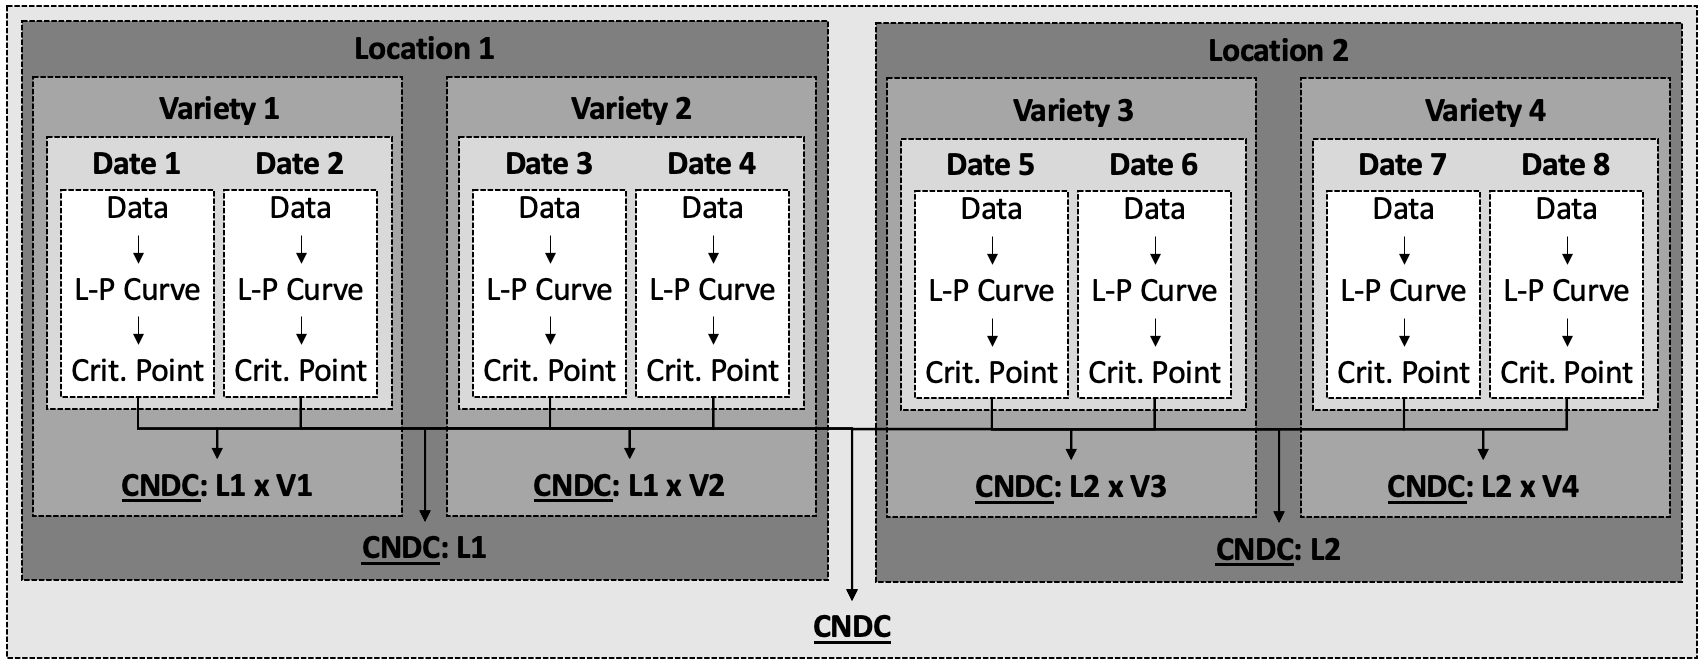 Location 1
Location 2
Variety 1
Variety 2
Variety 3
Variety 4
Date 1
Date 2
Date 3
Date 4
Date 5
Date 6
Date 7
Date 8
Data
Data
Data
Data
Data
Data
Data
Data
L-P Curve
L-P Curve
L-P Curve
L-P Curve
L-P Curve
L-P Curve
L-P Curve
L-P Curve
Crit. Point
Crit. Point
Crit. Point
Crit. Point
Crit. Point
Crit. Point
Crit. Point
Crit. Point
CNDC: L1 x V1
CNDC: L1 x V2
CNDC: L2 x V3
CNDC: L2 x V4
CNDC: L1
CNDC: L2
CNDC